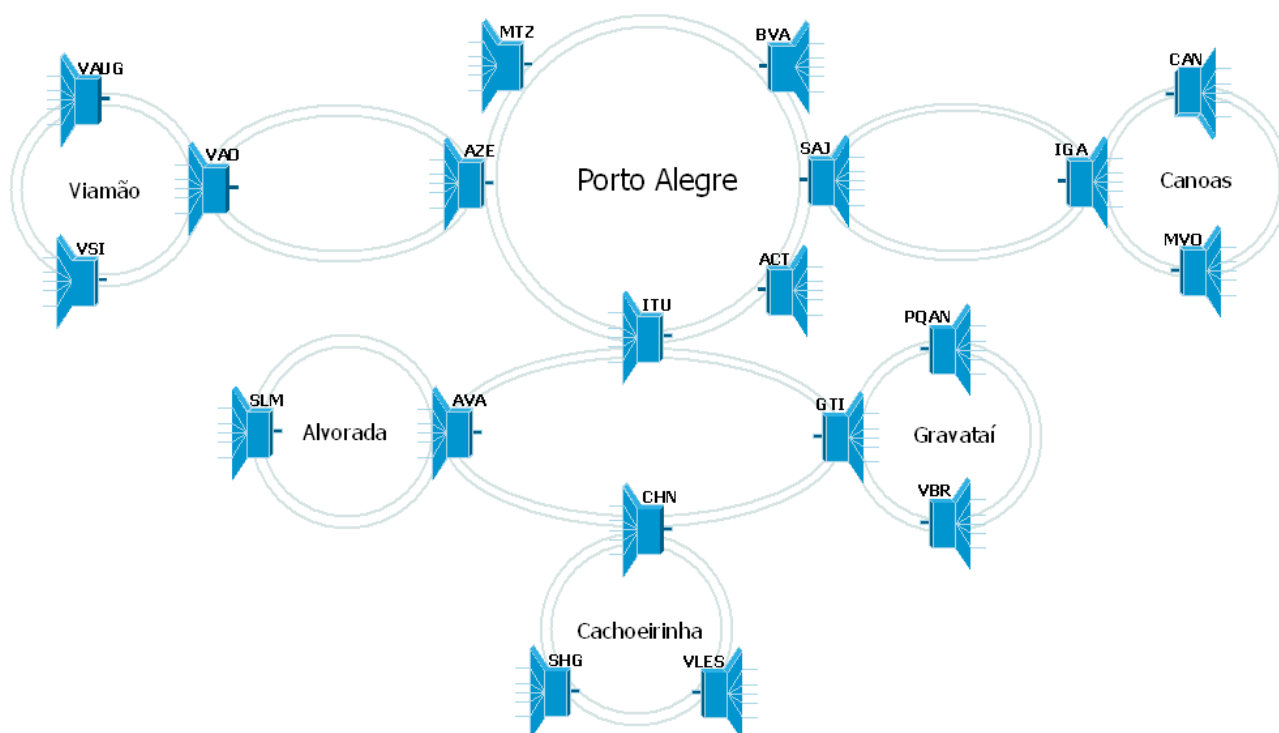 MTZ
BVA
CAN
VAUG
VAO
AZE
SAJ
IGA
Viamão
Porto Alegre
Canoas
VSI
ACT
MVO
ITU
PQAN
SLM
AVA
GTI
Alvorada
Gravataí
VBR
CHN
Cachoeirinha
SHG
VLES